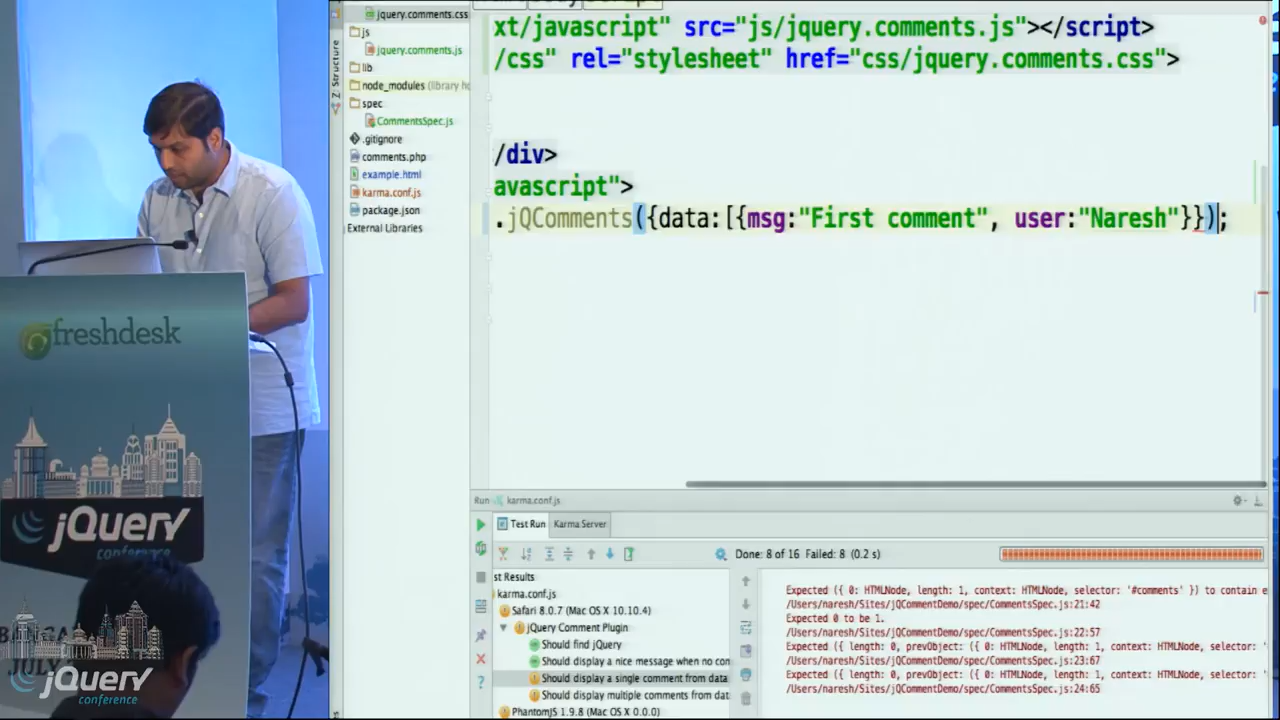 jquery.comments.css
js
jquery.comments.js
lib
node_modules (library ho
spec
CommentsSpec.js
.gitignore
comments.php
example.html
karma.conf.js
package.json
External Libraries
Z: Structure
xt/javascript" src="js/jquery.comments.js"></script>
/css" rel="stylesheet" href="css/jquery.comments.css">
/div>
avascript">
.jQComments({data:[{msg:"First comment", user:"Naresh"}});
Run karma.conf.js
Test Run Karma Server
Done: 8 of 16 Failed: 8 (0.2 s)
st Results
karma.conf.js
Safari 8.0.7 (Mac OS X 10.10.4)
jQuery Comment Plugin
Should find jQuery
Should display a nice message when no con
Should display a single comment from data
Should display multiple comments from dat
PhantomJS 1.9.8 (Mac OS X 0.0.0)
Expected ({ 0: HTMLNode, length: 1, context: HTMLNode, selector: '#comments' }) to contain e
/Users/naresh/Sites/jQCommentDemo/spec/CommentsSpec.js:21:42
Expected 0 to be 1.
/Users/naresh/Sites/jQCommentDemo/spec/CommentsSpec.js:22:57
Expected ({ length: 0, prevObject: ({ 0: HTMLNode, length: 1, context: HTMLNode, selector:
/Users/naresh/Sites/jQCommentDemo/spec/CommentsSpec.js:23:67
Expected ({ length: 0, prevObject: ({ 0: HTMLNode, length: 1, context: HTMLNode, selector:
/Users/naresh/Sites/jQCommentDemo/spec/CommentsSpec.js:24:65
freshdesk
jQuery
conference
JULY
jQuery
conference